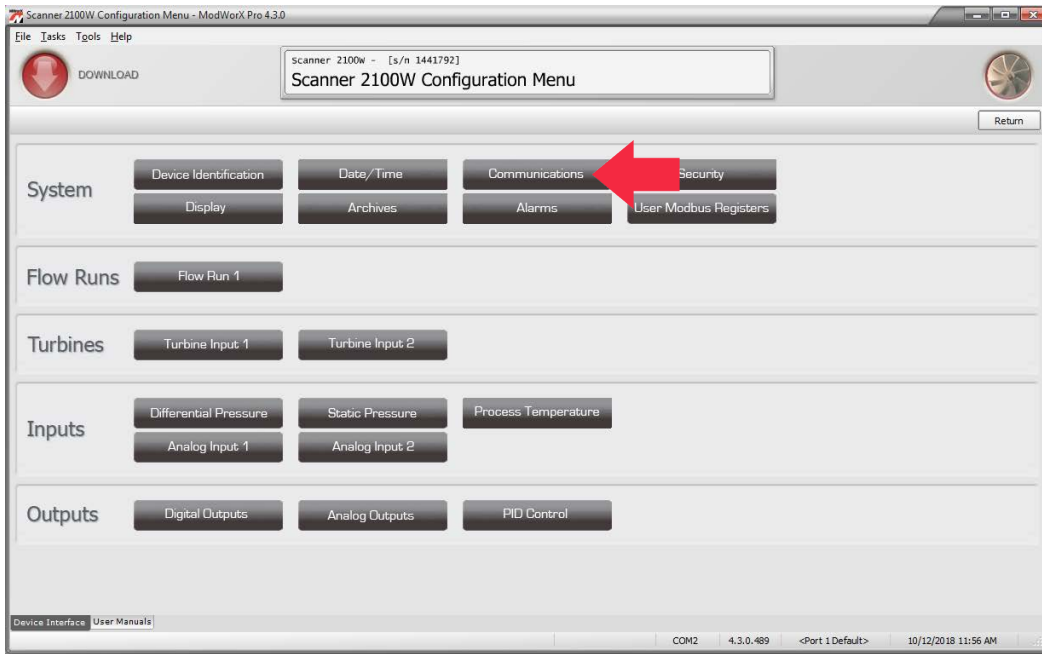 Scanner 2100W Configuration Menu - ModWorX Pro 4.3.0
File Tasks Tools Help
DOWNLOAD
Scanner 2100W - [s/n 1441792]
Scanner 2100W Configuration Menu
Return
System
Device Identification Date/Time Communications Security
Display Archives Alarms User Modbus Registers
Flow Runs
Flow Run 1
Turbines
Turbine Input 1 Turbine Input 2
Inputs
Differential Pressure Static Pressure Process Temperature
Analog Input 1 Analog Input 2
Outputs
Digital Outputs Analog Outputs PID Control
Device Interface User Manuals
COM2 4.3.0.489 <Port 1 Default> 10/12/2018 11:56 AM